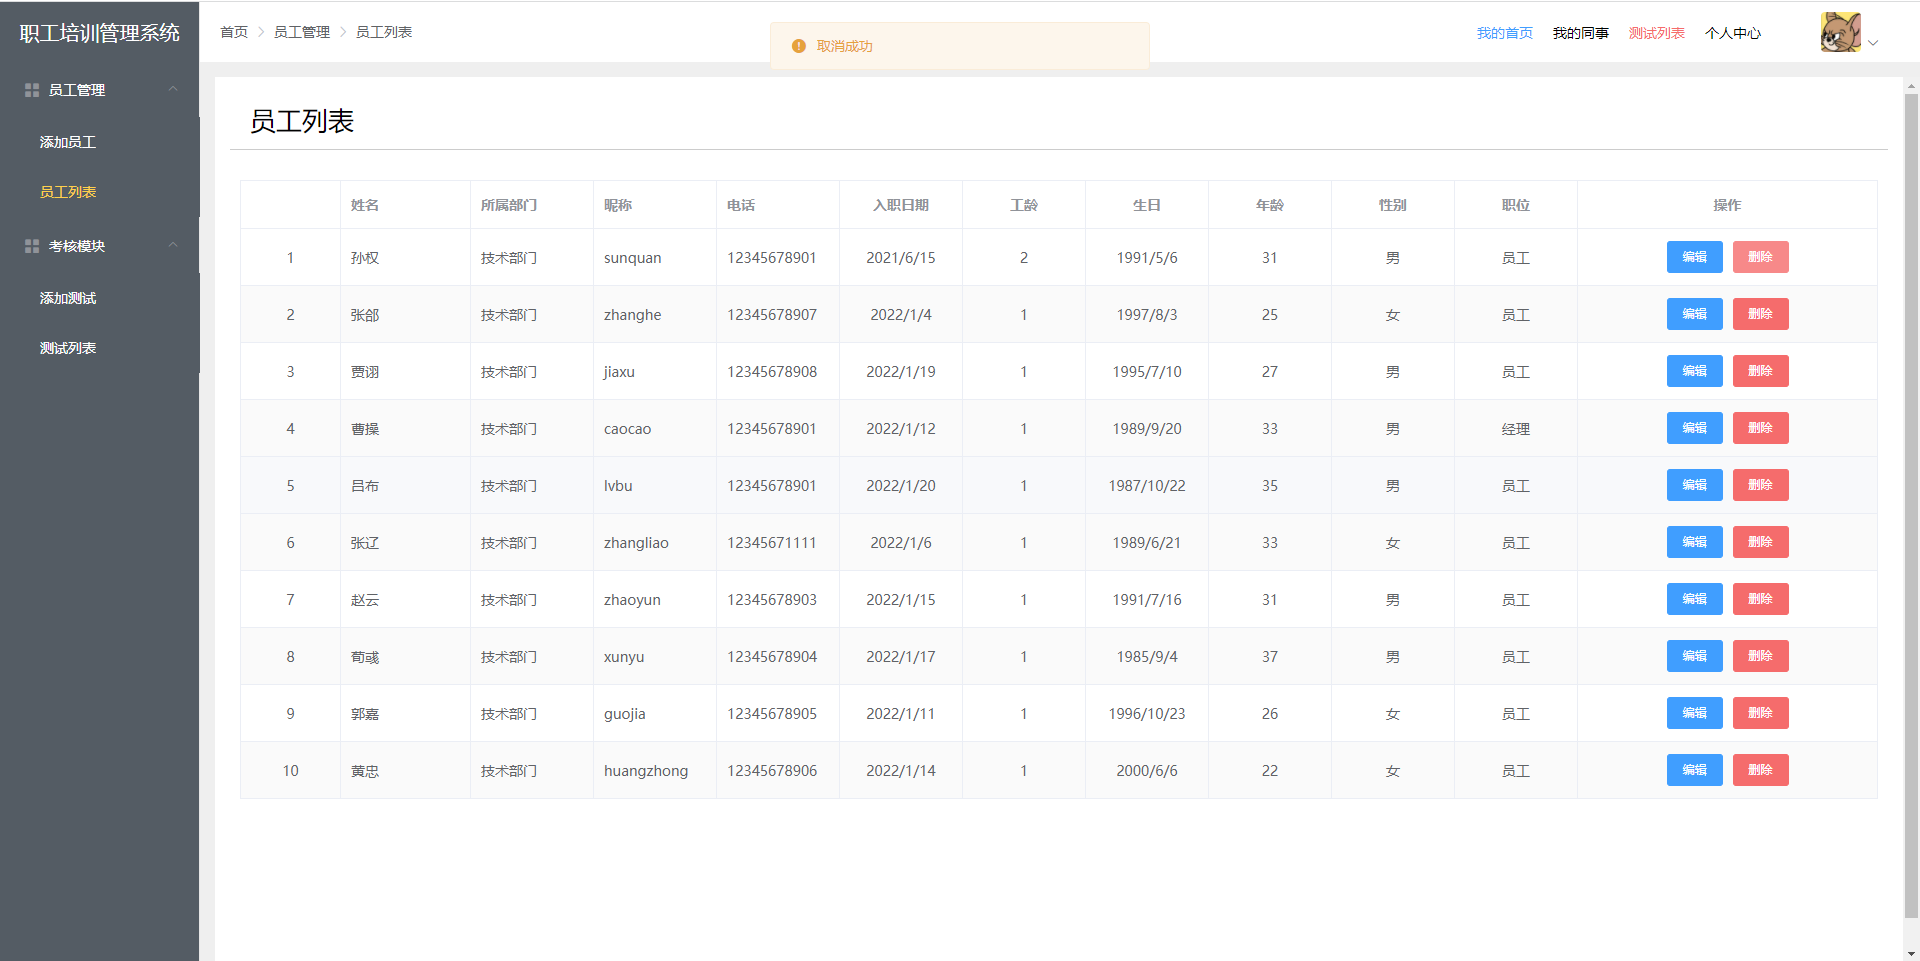 职工培训管理系统
员工管理
添加员工
员工列表
考核模块
添加测试
测试列表
首页 员工管理 员工列表
取消成功
我的首页 我的同事 测试列表 个人中心
员工列表
姓名 所属部门 昵称 电话 入职日期 工龄 生日 年龄 性别 职位 操作
1 孙权 技术部门 sunquan 12345678901 2021/6/15 2 1991/5/6 31 男 员工 编辑 删除
2 张郃 技术部门 zhanghe 12345678907 2022/1/4 1 1997/8/3 25 女 员工 编辑 删除
3 贾诩 技术部门 jiaxu 12345678908 2022/1/19 1 1995/7/10 27 男 员工 编辑 删除
4 曹操 技术部门 caocao 12345678901 2022/1/12 1 1989/9/20 33 男 经理 编辑 删除
5 吕布 技术部门 lvbu 12345678901 2022/1/20 1 1987/10/22 35 男 员工 编辑 删除
6 张辽 技术部门 zhangliao 12345671111 2022/1/6 1 1989/6/21 33 女 员工 编辑 删除
7 赵云 技术部门 zhaoyun 12345678903 2022/1/15 1 1991/7/16 31 男 员工 编辑 删除
8 荀彧 技术部门 xunyu 12345678904 2022/1/17 1 1985/9/4 37 男 员工 编辑 删除
9 郭嘉 技术部门 guojia 12345678905 2022/1/11 1 1996/10/23 26 女 员工 编辑 删除
10 黄忠 技术部门 huangzhong 12345678906 2022/1/14 1 2000/6/6 22 女 员工 编辑 删除